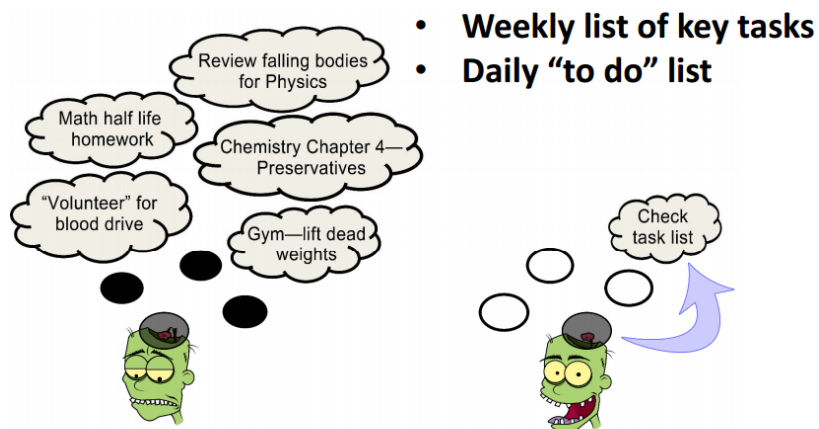 • Weekly list of key tasks
• Daily “to do” list
Review falling bodies
for Physics
Math half life
homework
Chemistry Chapter 4—
Preservatives
“Volunteer” for
blood drive
Gym—lift dead
weights
Check
task list